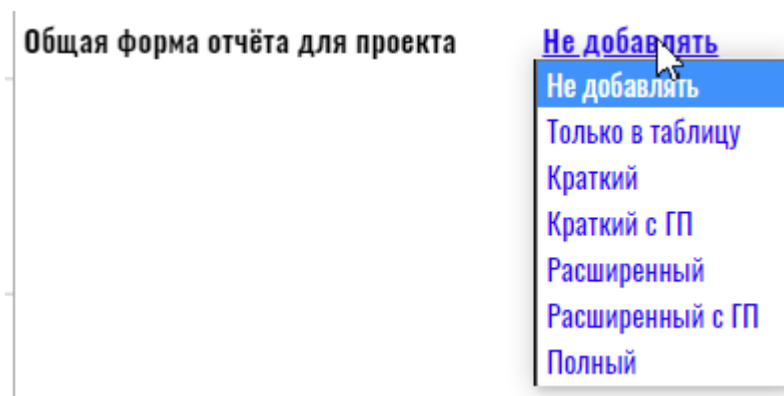 Общая форма отчёта для проекта Не добавлять
Не добавлять
Только в таблицу
Краткий
Краткий с ГП
Расширенный
Расширенный с ГП
Полный